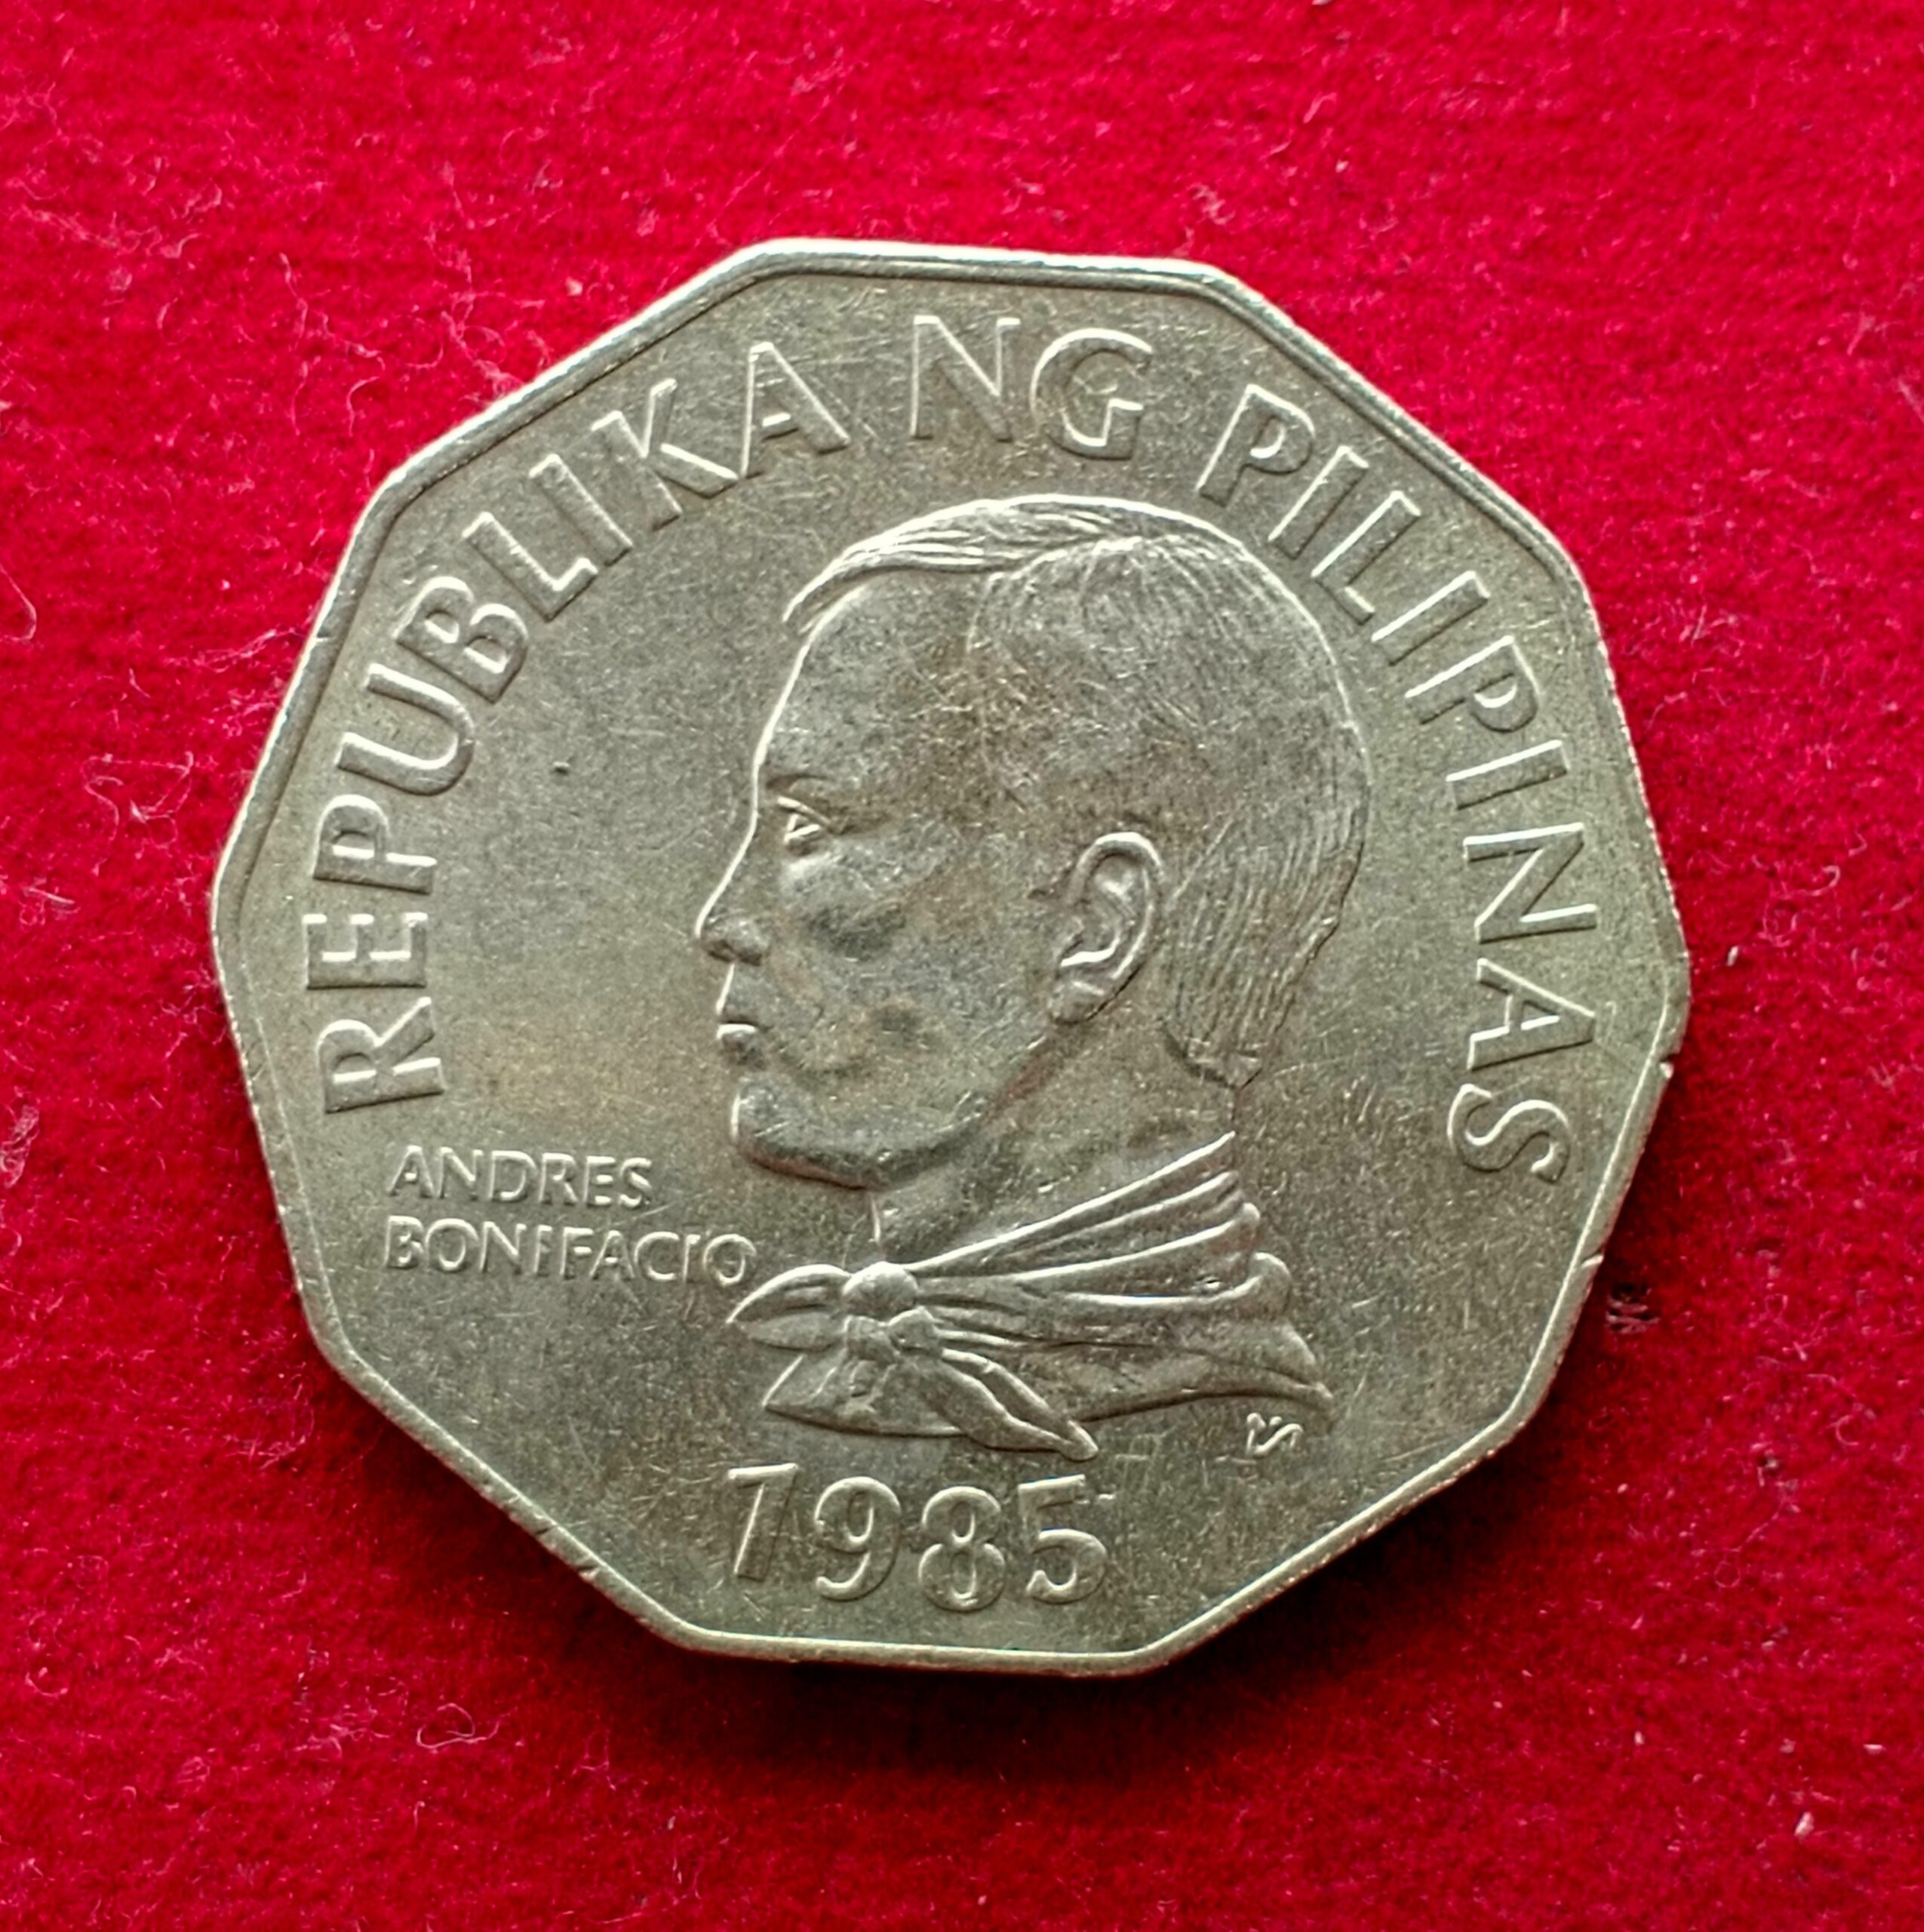 REPUBLIKA NG PILIPINAS
ANDRES
BONIFACIO
1985